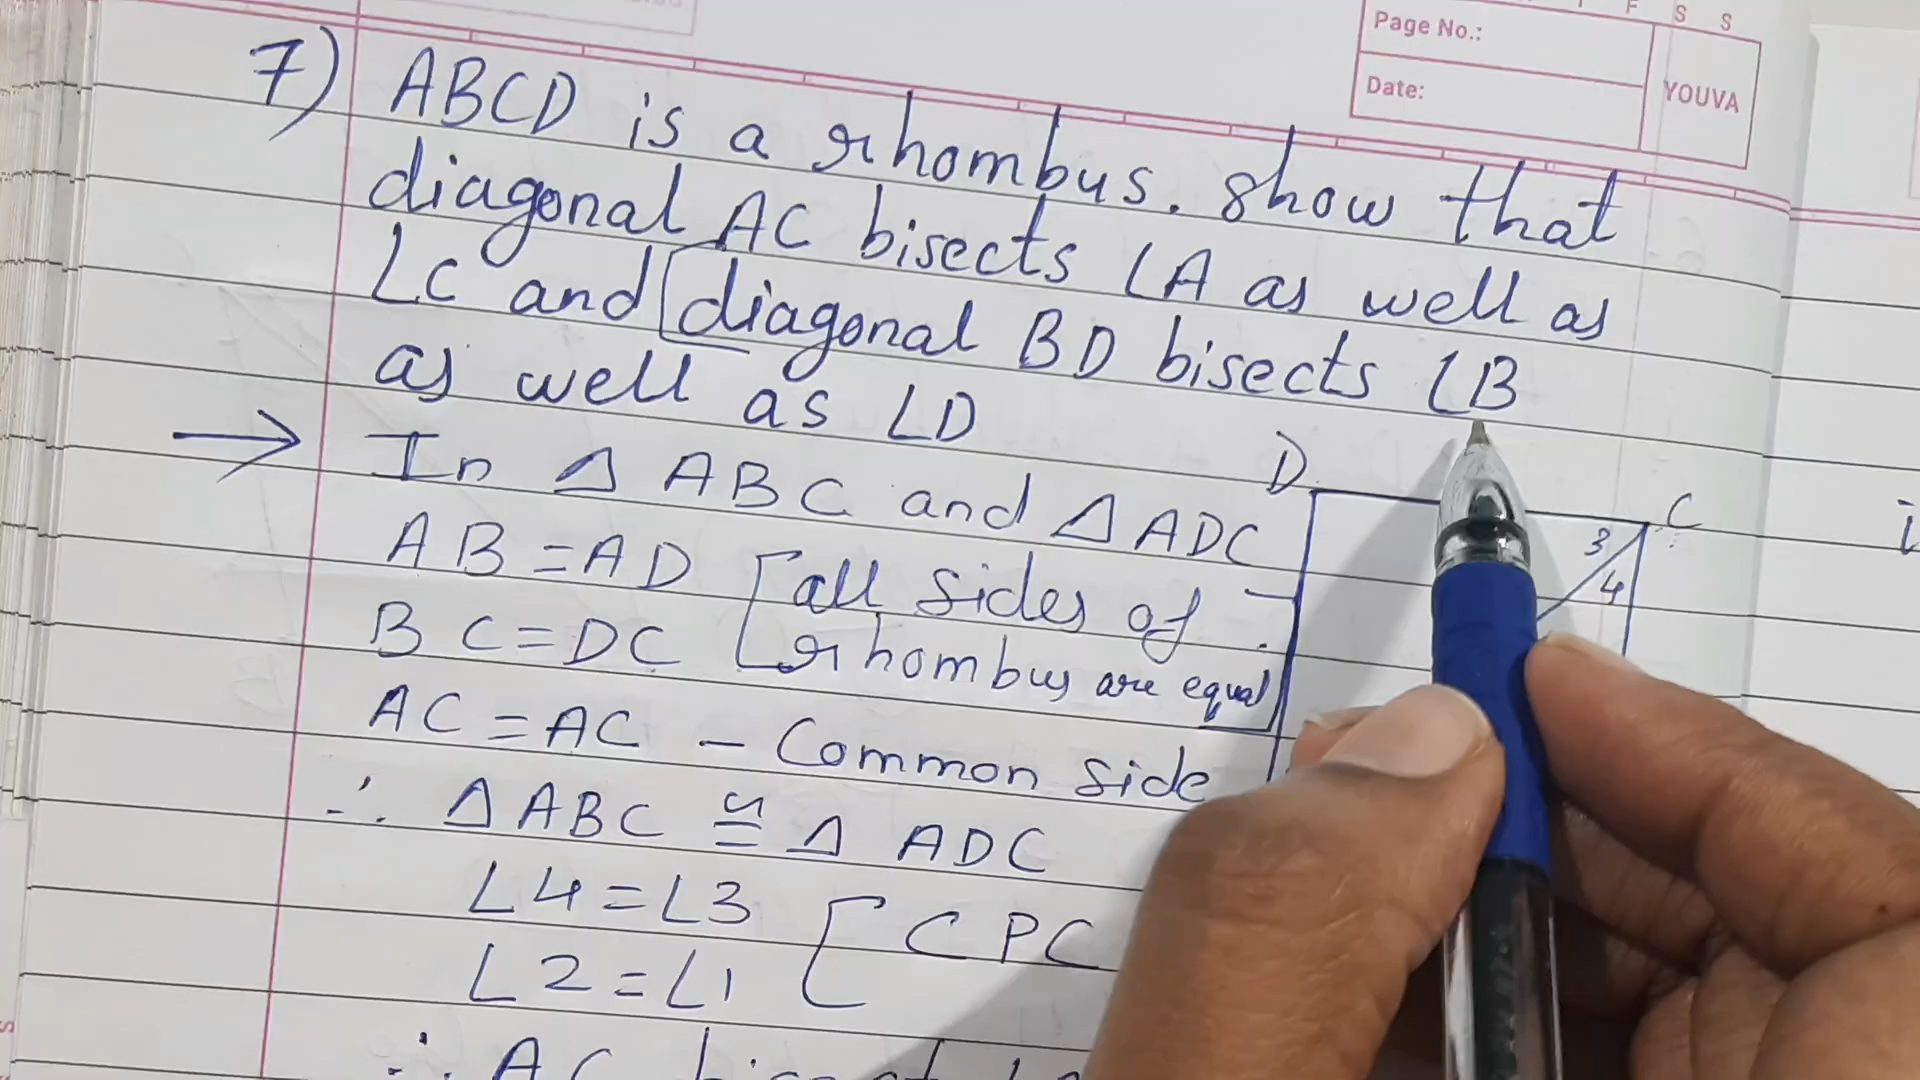 F S S
Page No.:
Date:
YOUVA
7) ABCD is a rhombus. show that
diagonal AC bisects ∠A as well as
∠C and diagonal BD bisects ∠B
as well as ∠D
→ In Δ ABC and Δ ADC
AB = AD [all sides of
BC = DC rhombus are equal]
AC = AC - Common side
∴ Δ ABC ≅ Δ ADC
∠4 = ∠3 [CPC
∠2 = ∠1
∴ AC
D
C
3
4
i